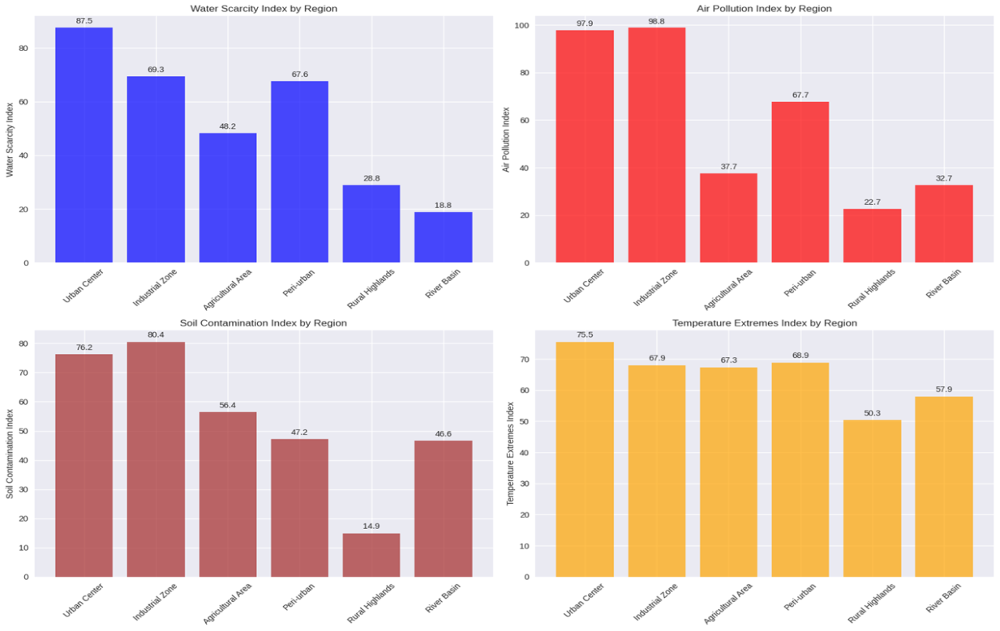 Water Scarcity Index by Region
Water Scarcity Index
80
60
40
20
0
87.5
69.3
48.2
67.6
28.8
18.8
Urban Center
Industrial Zone
Agricultural Area
Peri-urban
Rural Highlands
River Basin
Air Pollution Index by Region
Air Pollution Index
100
80
60
40
20
0
97.9
98.8
37.7
67.7
22.7
32.7
Urban Center
Industrial Zone
Agricultural Area
Peri-urban
Rural Highlands
River Basin
Soil Contamination Index by Region
Soil Contamination Index
80
70
60
50
40
30
20
10
0
76.2
80.4
56.4
47.2
14.9
46.6
Urban Center
Industrial Zone
Agricultural Area
Peri-urban
Rural Highlands
River Basin
Temperature Extremes Index by Region
Temperature Extremes Index
70
60
50
40
30
20
10
0
75.5
67.9
67.3
68.9
50.3
57.9
Urban Center
Industrial Zone
Agricultural Area
Peri-urban
Rural Highlands
River Basin